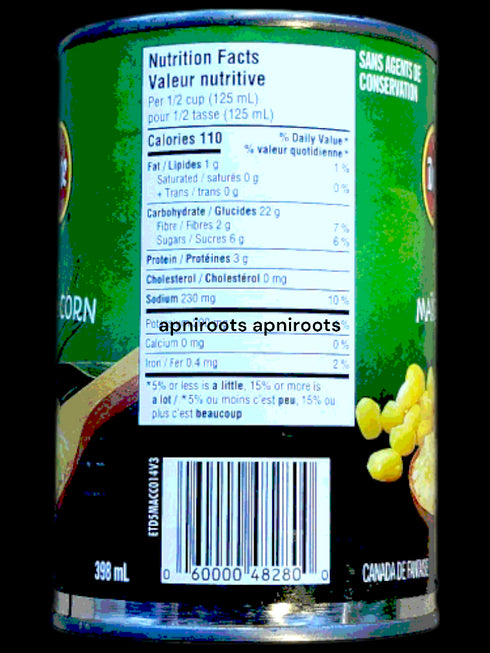 Nutrition Facts
Valeur nutritive
Per 1/2 cup (125 mL)
pour 1/2 tasse (125 mL)
Calories 110
% Daily Value*
% valeur quotidienne*
Fat / Lipides 1 g 1 %
Saturated / saturés 0 g
+ Trans / trans 0 g 0 %
Carbohydrate / Glucides 22 g
Fibre / Fibres 2 g 7 %
Sugars / Sucres 6 g 6 %
Protein / Protéines 3 g
Cholesterol / Cholestérol 0 mg
Sodium 230 mg 10 %
apniroots apniroots
Calcium 0 mg 0 %
Iron / Fer 0.4 mg 2 %
*5% or less is a little, 15% or more is
a lot / *5% ou moins c'est peu, 15% ou
plus c'est beaucoup
SANS AGENTS DE
CONSERVATION
CORN
ETD5MACC014V3
0 60000 48280 0
398 mL
CANADA DE